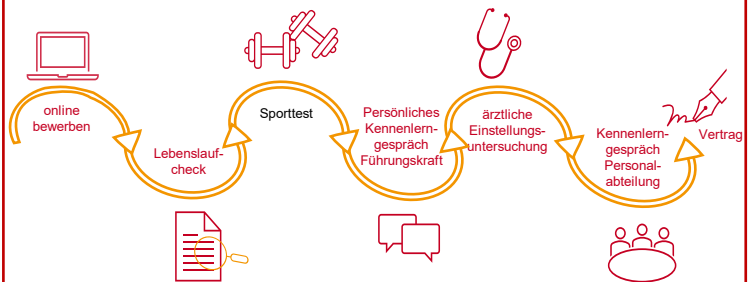 online
bewerben
Lebenslauf-
check
Sporttest
Persönliches
Kennenlern-
gespräch
Führungskraft
ärztliche
Einstellungs-
untersuchung
Kennenlern-
gespräch
Personal-
abteilung
Vertrag